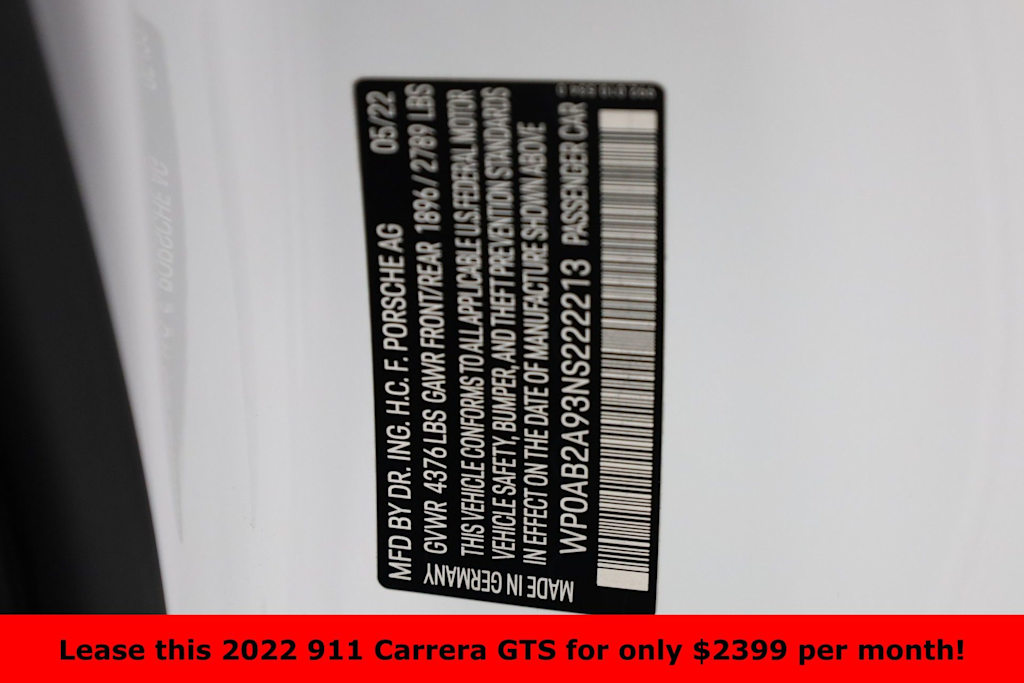 MFD BY DR. ING. H.C. F. PORSCHE AG 05/22
GVWR 4376 LBS GAWR FRONT/REAR 1896 / 2789 LBS
THIS VEHICLE CONFORMS TO ALL APPLICABLE U.S. FEDERAL MOTOR
VEHICLE SAFETY, BUMPER, AND THEFT PREVENTION STANDARDS
IN EFFECT ON THE DATE OF MANUFACTURE SHOWN ABOVE
WP0AB2A93NS222213 PASSENGER CAR
MADE IN GERMANY
Lease this 2022 911 Carrera GTS for only $2399 per month!